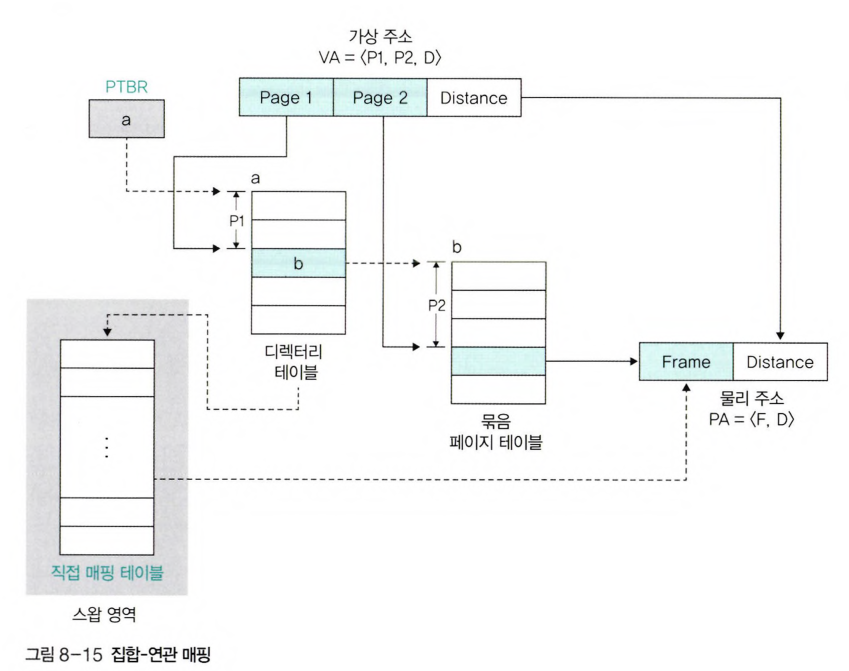 가상 주소
VA = ⟨P1, P2, D⟩
PTBR
Page 1 Page 2 Distance
a
a
P1
b
b
P2
디렉터리
테이블
Frame Distance
물리 주소
PA = ⟨F, D⟩
묶음
페이지 테이블
⋮
직접 매핑 테이블
스왑 영역
그림 8-15 집합-연관 매핑